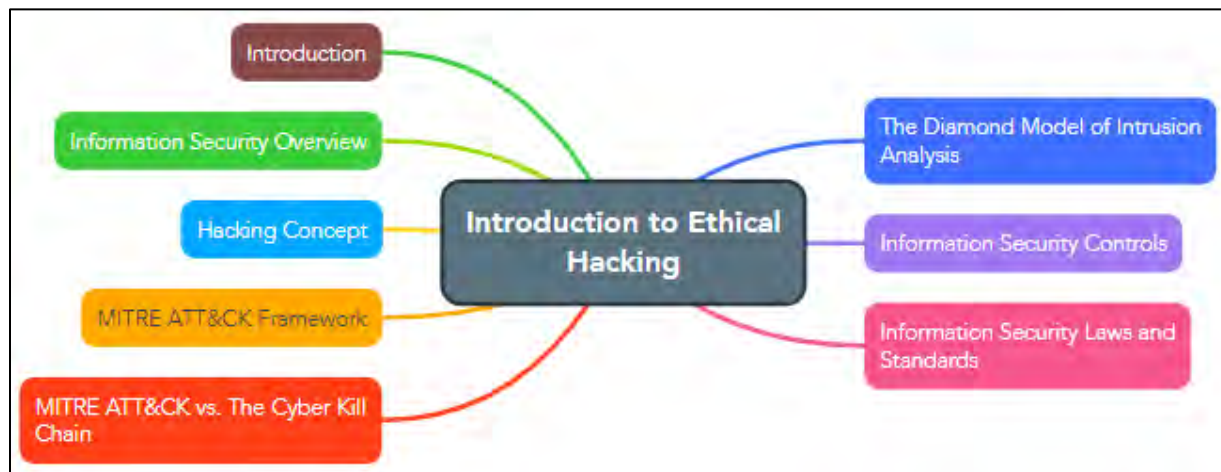 Introduction
Information Security Overview
Hacking Concept
MITRE ATT&CK Framework
MITRE ATT&CK vs. The Cyber Kill
Chain
Introduction to Ethical
Hacking
The Diamond Model of Intrusion
Analysis
Information Security Controls
Information Security Laws and
Standards